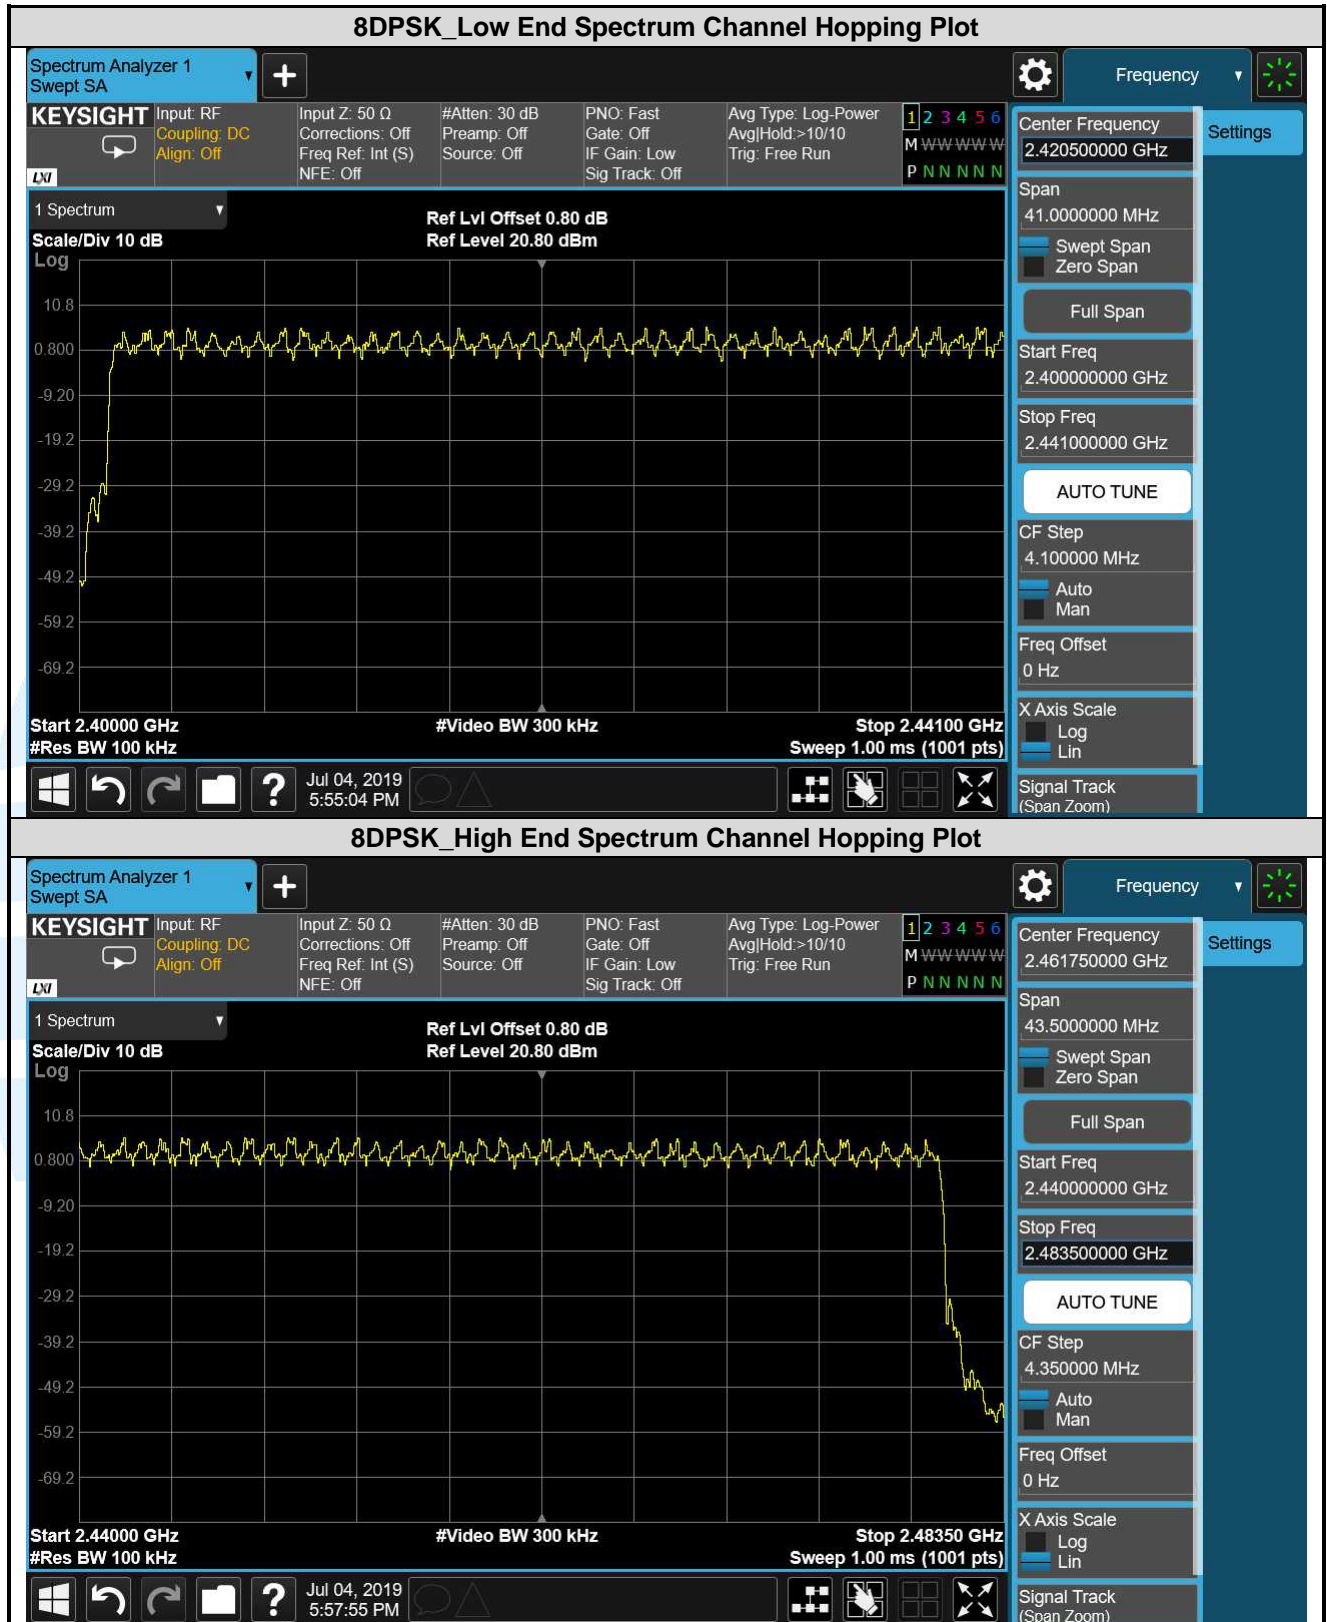 8DPSK_Low End Spectrum Channel Hopping Plot
Spectrum Analyzer 1
Swept SA
Frequency
KEYSIGHT
LXI
Input: RF
Coupling: DC
Align: Off
Input Z: 50 Ω
Corrections: Off
Freq Ref: Int (S)
NFE: Off
#Atten: 30 dB
Preamp: Off
Source: Off
PNO: Fast
Gate: Off
IF Gain: Low
Sig Track: Off
Avg Type: Log-Power
Avg|Hold:>10/10
Trig: Free Run
1 2 3 4 5 6
M W W W W W
P N N N N N
Center Frequency
2.420500000 GHz
Settings
Span
41.0000000 MHz
Swept Span
Zero Span
Full Span
Start Freq
2.400000000 GHz
Stop Freq
2.441000000 GHz
AUTO TUNE
CF Step
4.100000 MHz
Auto
Man
Freq Offset
0 Hz
X Axis Scale
Log
Lin
Signal Track
(Span Zoom)
1 Spectrum
Scale/Div 10 dB
Log
Ref Lvl Offset 0.80 dB
Ref Level 20.80 dBm
10.8
0.800
-9.20
-19.2
-29.2
-39.2
-49.2
-59.2
-69.2
Start 2.40000 GHz
#Res BW 100 kHz
#Video BW 300 kHz
Stop 2.44100 GHz
Sweep 1.00 ms (1001 pts)
?
Jul 04, 2019
5:55:04 PM
8DPSK_High End Spectrum Channel Hopping Plot
Spectrum Analyzer 1
Swept SA
Frequency
KEYSIGHT
LXI
Input: RF
Coupling: DC
Align: Off
Input Z: 50 Ω
Corrections: Off
Freq Ref: Int (S)
NFE: Off
#Atten: 30 dB
Preamp: Off
Source: Off
PNO: Fast
Gate: Off
IF Gain: Low
Sig Track: Off
Avg Type: Log-Power
Avg|Hold:>10/10
Trig: Free Run
1 2 3 4 5 6
M W W W W W
P N N N N N
Center Frequency
2.461750000 GHz
Settings
Span
43.5000000 MHz
Swept Span
Zero Span
Full Span
Start Freq
2.440000000 GHz
Stop Freq
2.483500000 GHz
AUTO TUNE
CF Step
4.350000 MHz
Auto
Man
Freq Offset
0 Hz
X Axis Scale
Log
Lin
Signal Track
(Span Zoom)
1 Spectrum
Scale/Div 10 dB
Log
Ref Lvl Offset 0.80 dB
Ref Level 20.80 dBm
10.8
0.800
-9.20
-19.2
-29.2
-39.2
-49.2
-59.2
-69.2
Start 2.44000 GHz
#Res BW 100 kHz
#Video BW 300 kHz
Stop 2.48350 GHz
Sweep 1.00 ms (1001 pts)
?
Jul 04, 2019
5:57:55 PM